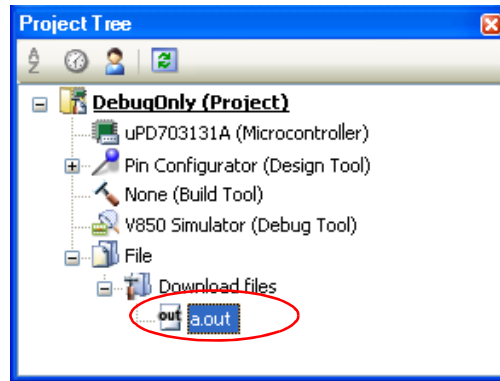 Project Tree
DebugOnly (Project)
uPD703131A (Microcontroller)
Pin Configurator (Design Tool)
None (Build Tool)
V850 Simulator (Debug Tool)
File
Download files
out a.out